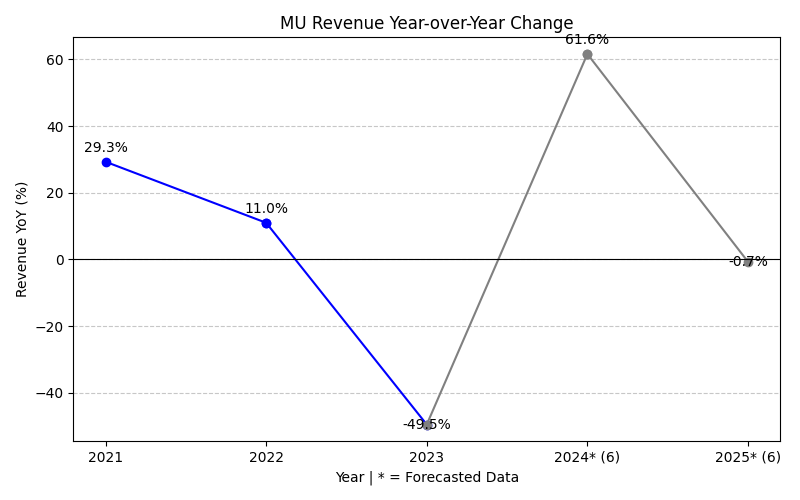 MU Revenue Year-over-Year Change
61.6%
60
40
29.3%
20
11.0%
0
-0.7%
−20
−40
-49.5%
Revenue YoY (%)
2021 2022 2023 2024* (6) 2025* (6)
Year | * = Forecasted Data